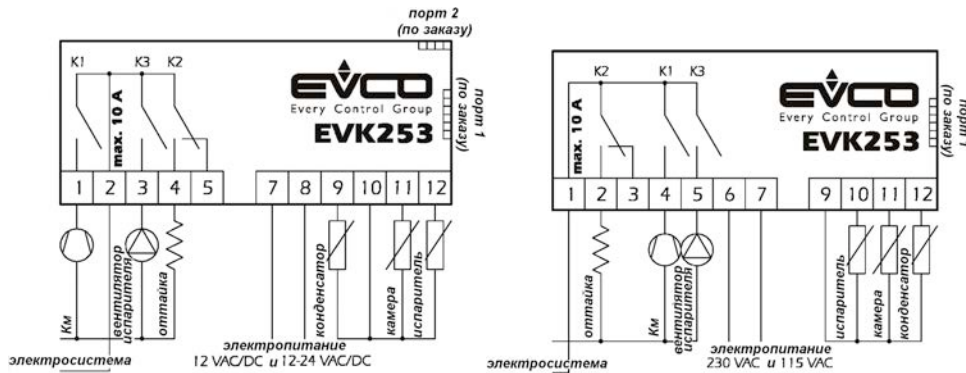 порт 2
(по заказу)
K1 K3 K2
max. 10 A
EVCO
Every Control Group
EVK253
порт 1
(по заказу)
1 2 3 4 5 7 8 9 10 11 12
Км
вентилятор
испарителя
оттайка
конденсатор
камера
испаритель
электросистема
электропитание
12 VAC/DC и 12-24 VAC/DC
K2 K1 K3
max. 10 A
EVCO
Every Control Group
EVK253
порт 1
(по заказу)
1 2 3 4 5 6 7 9 10 11 12
оттайка
Км
вентилятор
испарителя
испаритель
камера
конденсатор
электросистема
электропитание
230 VAC и 115 VAC